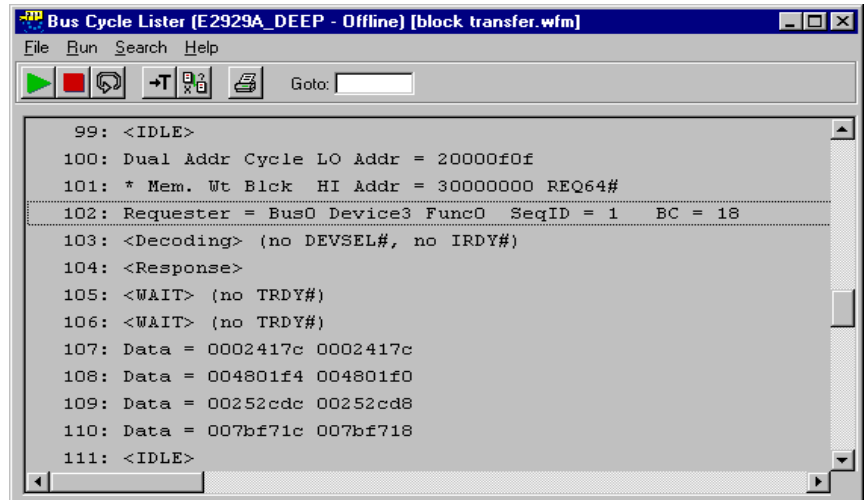 Bus Cycle Lister (E2929A_DEEP - Offline) [block transfer.wfm]
File Run Search Help
Goto:
99: <IDLE>
100: Dual Addr Cycle LO Addr = 20000f0f
101: * Mem. Wt Blck HI Addr = 30000000 REQ64#
102: Requester = Bus0 Device3 Func0 SeqID = 1 BC = 18
103: <Decoding> (no DEVSEL#, no IRDY#)
104: <Response>
105: <WAIT> (no TRDY#)
106: <WAIT> (no TRDY#)
107: Data = 0002417c 0002417c
108: Data = 004801f4 004801f0
109: Data = 00252cdc 00252cd8
110: Data = 007bf71c 007bf718
111: <IDLE>